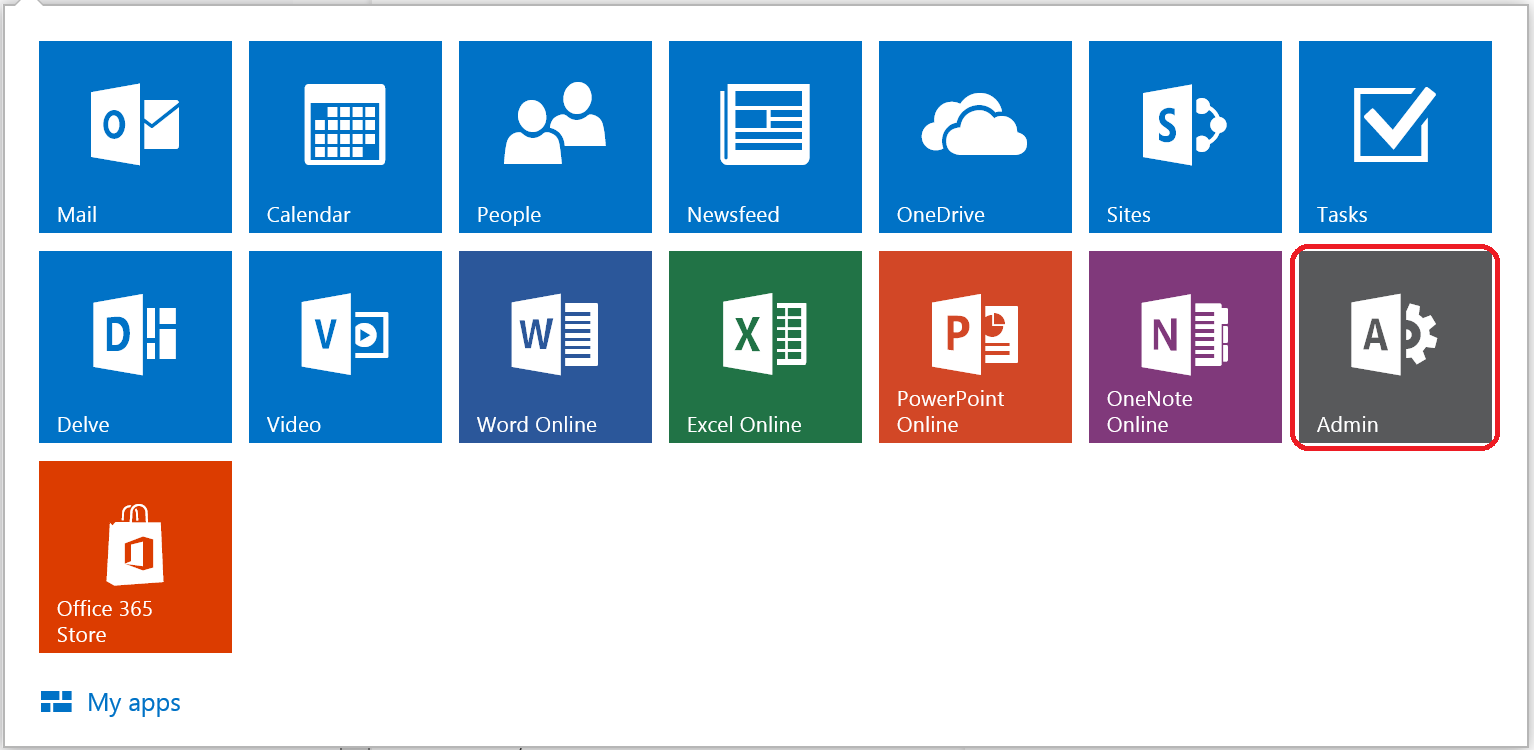 O
S
Mail
Calendar
People
Newsfeed
OneDrive
Sites
Tasks
D
V
W
X
P
N
A
Delve
Video
Word Online
Excel Online
PowerPoint
Online
OneNote
Online
Admin
Office 365
Store
My apps